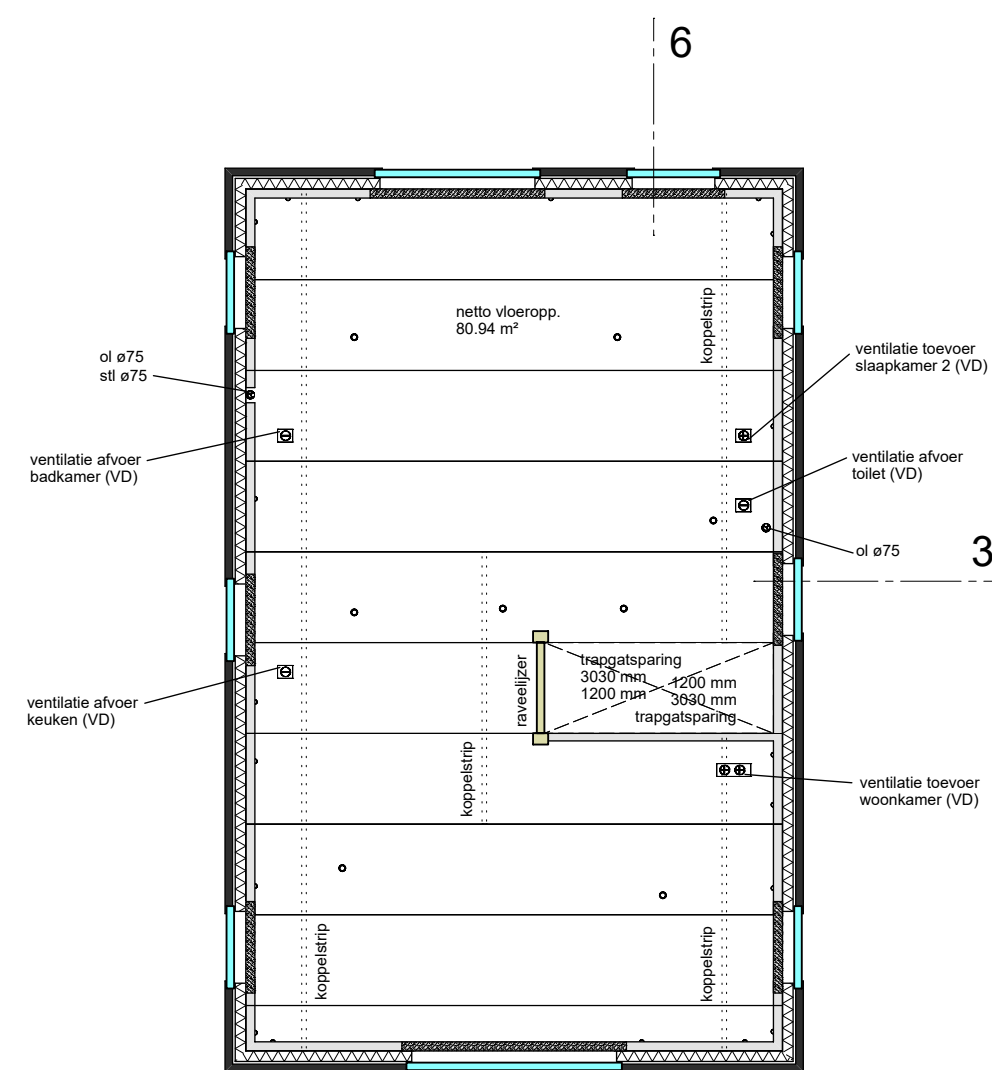 6
netto vloeropp.
80.94 m²
koppelstrip
ol ø75
stl ø75
ventilatie toevoer
slaapkamer 2 (VD)
ventilatie afvoer
badkamer (VD)
ventilatie afvoer
toilet (VD)
ol ø75
3
raveelijzer
trapgatsparing
3030 mm
1200 mm
1200 mm
3030 mm
trapgatsparing
ventilatie afvoer
keuken (VD)
koppelstrip
ventilatie toevoer
woonkamer (VD)
koppelstrip
koppelstrip